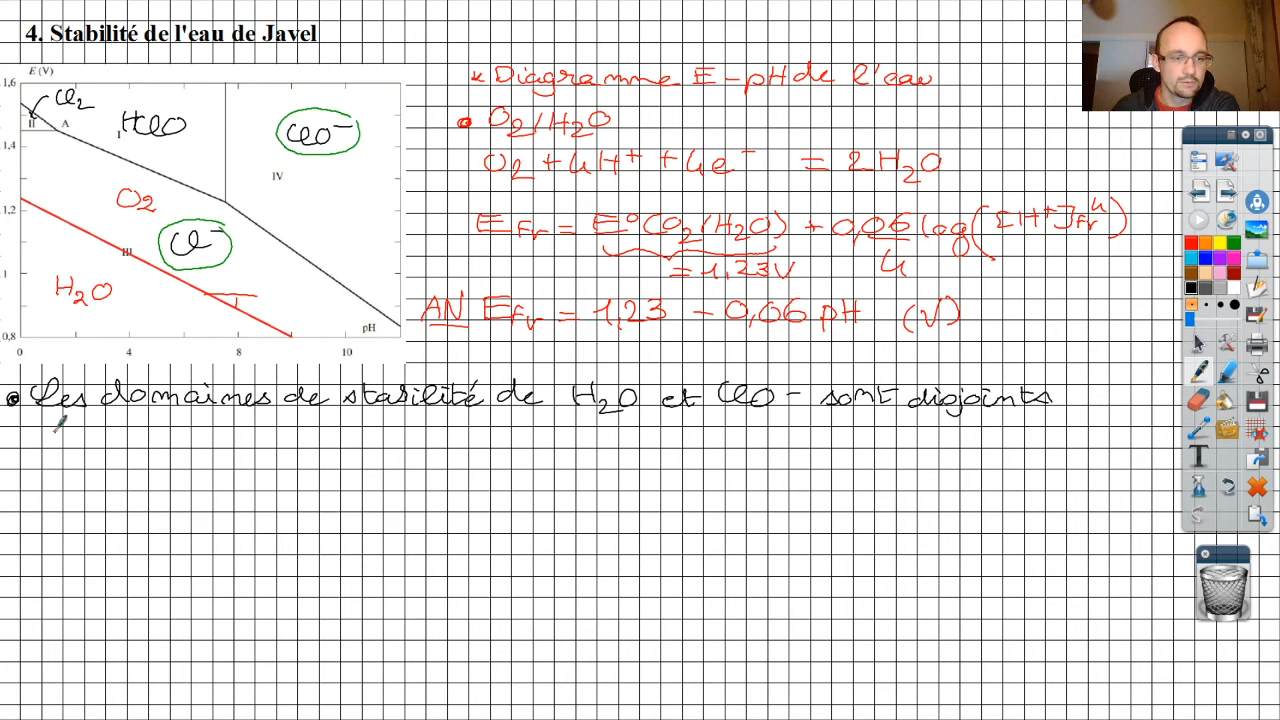 4. Stabilité de l'eau de Javel
E (V)
1,6
1,4
1,2
1
0,8
0
4
8
10
pH
II
A
I
IV
III
Cl2
HClO
ClO⁻
O2
Cl⁻
H2O
* Diagramme E - pH de l'eau
• O2/H2O
O2 + 4H⁺ + 4e⁻ = 2H2O
EFr = E°(O2/H2O) + 0,06/4 log([H⁺]Fr⁴)
= 1,23V
AN EFr = 1,23 - 0,06 pH (V)
• Les domaines de stabilité de H2O et ClO - sont disjoints
T